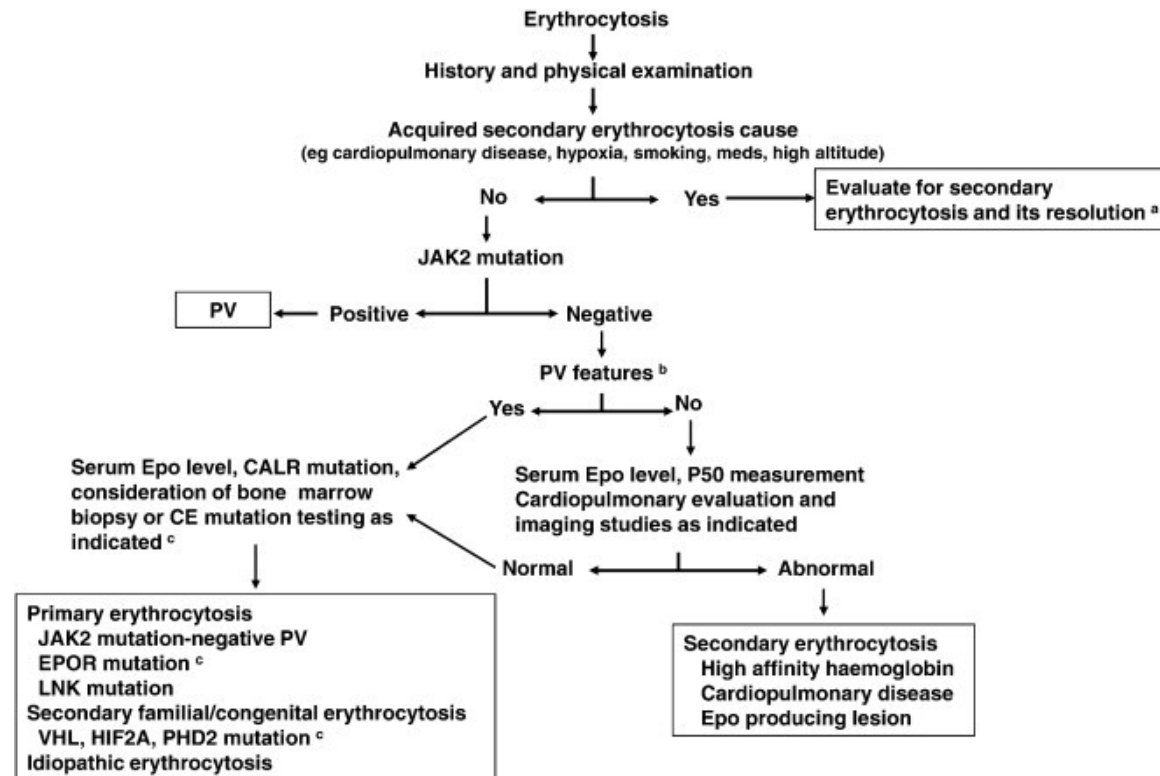 Erythrocytosis
History and physical examination
Acquired secondary erythrocytosis cause
(eg cardiopulmonary disease, hypoxia, smoking, meds, high altitude)
No
Yes
Evaluate for secondary
erythrocytosis and its resolution a
JAK2 mutation
PV
Positive
Negative
PV features b
Yes
No
Serum Epo level, CALR mutation,
consideration of bone marrow
biopsy or CE mutation testing as
indicated c
Serum Epo level, P50 measurement
Cardiopulmonary evaluation and
imaging studies as indicated
Normal
Abnormal
Primary erythrocytosis
JAK2 mutation-negative PV
EPOR mutation c
LNK mutation
Secondary familial/congenital erythrocytosis
VHL, HIF2A, PHD2 mutation c
Idiopathic erythrocytosis
Secondary erythrocytosis
High affinity haemoglobin
Cardiopulmonary disease
Epo producing lesion